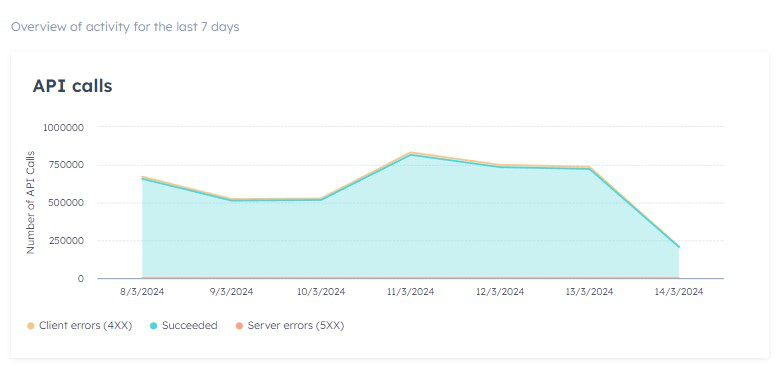 Overview of activity for the last 7 days
API calls
Number of API Calls
1000000
750000
500000
250000
0
8/3/2024 9/3/2024 10/3/2024 11/3/2024 12/3/2024 13/3/2024 14/3/2024
Client errors (4XX) Succeeded Server errors (5XX)